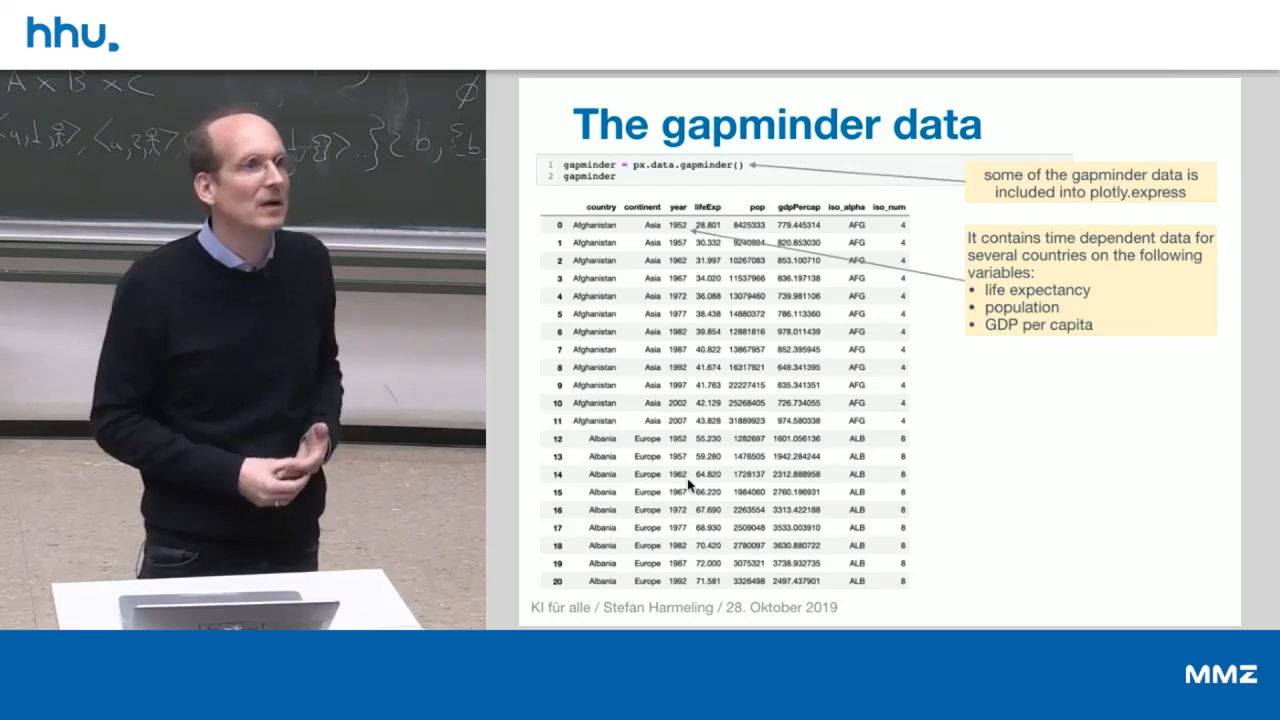 hhu.
A x B x C
The gapminder data
1 gapminder = px.data.gapminder()
2 gapminder
some of the gapminder data is
included into plotly.express
It contains time dependent data for
several countries on the following
variables:
• life expectancy
• population
• GDP per capita
country continent year lifeExp pop gdpPercap iso_alpha iso_num
0 Afghanistan Asia 1952 28.801 8425333 779.445314 AFG 4
1 Afghanistan Asia 1957 30.332 9240934 820.853030 AFG 4
2 Afghanistan Asia 1962 31.997 10267083 853.100710 AFG 4
3 Afghanistan Asia 1967 34.020 11537966 836.197138 AFG 4
4 Afghanistan Asia 1972 36.088 13079460 739.981106 AFG 4
5 Afghanistan Asia 1977 38.438 14880372 786.113360 AFG 4
6 Afghanistan Asia 1982 39.854 12881816 978.011439 AFG 4
7 Afghanistan Asia 1987 40.822 13867957 852.395945 AFG 4
8 Afghanistan Asia 1992 41.674 16317921 649.341395 AFG 4
9 Afghanistan Asia 1997 41.763 22227415 635.341351 AFG 4
10 Afghanistan Asia 2002 42.129 25268405 726.734055 AFG 4
11 Afghanistan Asia 2007 43.828 31889923 974.580338 AFG 4
12 Albania Europe 1952 55.230 1282697 1601.056136 ALB 8
13 Albania Europe 1957 59.280 1476505 1942.284244 ALB 8
14 Albania Europe 1962 64.820 1728137 2312.888958 ALB 8
15 Albania Europe 1967 66.220 1984060 2760.196931 ALB 8
16 Albania Europe 1972 67.690 2263554 3313.422188 ALB 8
17 Albania Europe 1977 68.930 2509048 3533.003910 ALB 8
18 Albania Europe 1982 70.420 2780097 3630.880722 ALB 8
19 Albania Europe 1987 72.000 3075321 3738.932735 ALB 8
20 Albania Europe 1992 71.581 3326498 2497.437901 ALB 8
KI für alle / Stefan Harmeling / 28. Oktober 2019
MMZ